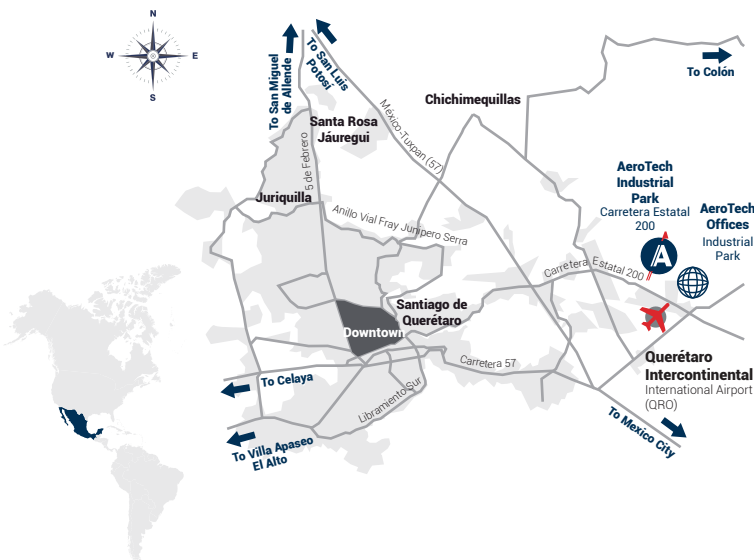 N
W
E
S
To San Miguel
de Allende
To San Luis
Potosí
To Colón
Chichimequillas
Santa Rosa
Jáuregui
México-Tuxpan (57)
5 de Febrero
AeroTech
Industrial
Park
Carretera Estatal
200
AeroTech
Offices
Industrial
Park
Juriquilla
Anillo Vial Fray Junipero Serra
A
Carretera Estatal 200
Santiago de
Querétaro
Downtown
Carretera 57
Querétaro
Intercontinental
International Airport
(QRO)
To Celaya
Libramiento Sur
To Mexico City
To Villa Apaseo
El Alto